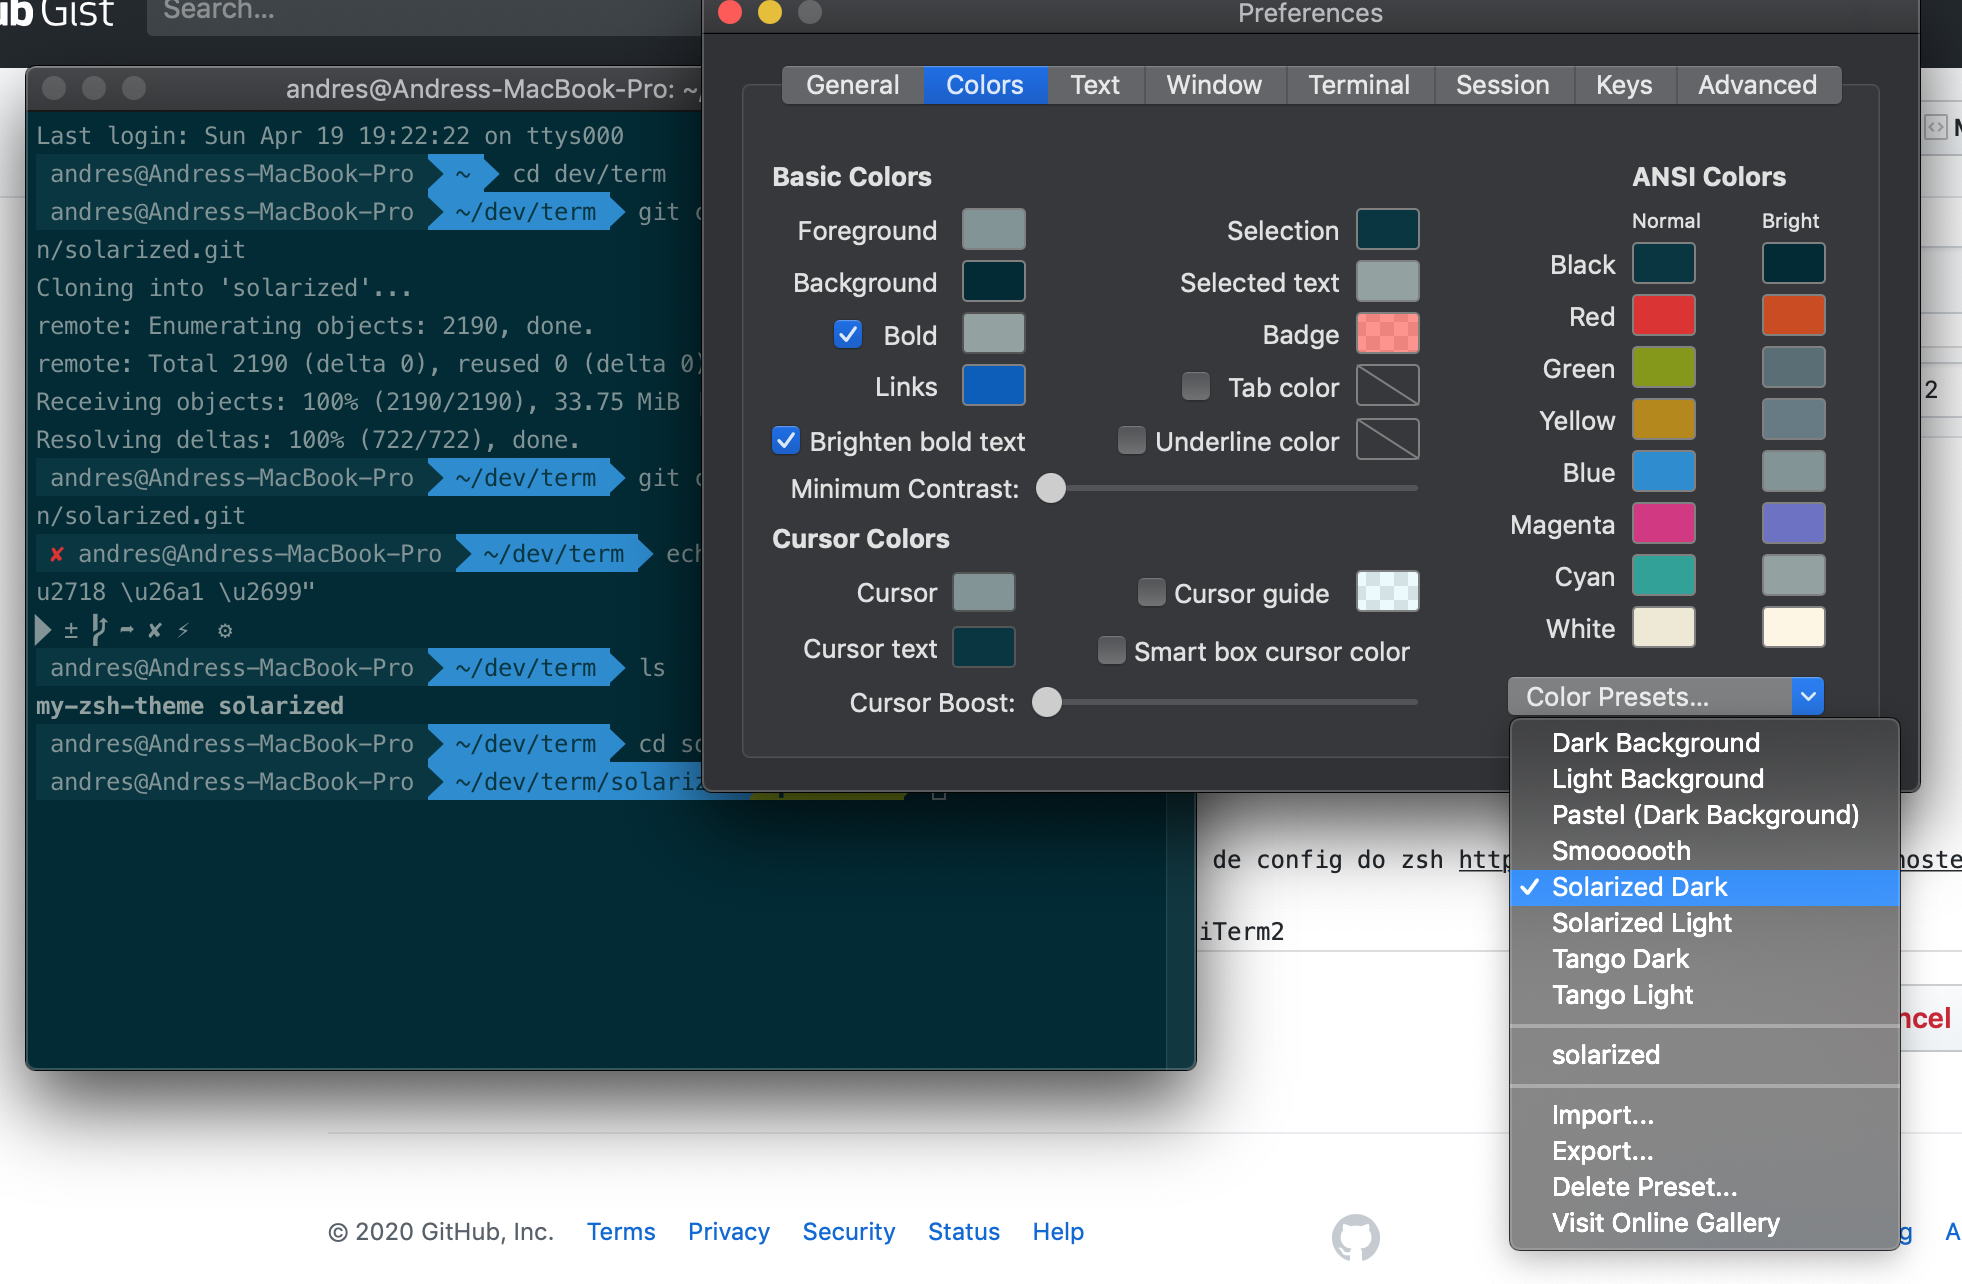 Gist
Search...
andres@Andress-MacBook-Pro: ~/
Last login: Sun Apr 19 19:22:22 on ttys000
andres@Andress-MacBook-Pro ~ cd dev/term
andres@Andress-MacBook-Pro ~/dev/term git c
n/solarized.git
Cloning into 'solarized'...
remote: Enumerating objects: 2190, done.
remote: Total 2190 (delta 0), reused 0 (delta 0)
Receiving objects: 100% (2190/2190), 33.75 MiB
Resolving deltas: 100% (722/722), done.
andres@Andress-MacBook-Pro ~/dev/term git c
n/solarized.git
✘ andres@Andress-MacBook-Pro ~/dev/term ech
u2718 \u26a1 \u2699"
± ➦ ✘ ⚡ ⚙
andres@Andress-MacBook-Pro ~/dev/term ls
my-zsh-theme solarized
andres@Andress-MacBook-Pro ~/dev/term cd so
andres@Andress-MacBook-Pro ~/dev/term/solariz
Preferences
General Colors Text Window Terminal Session Keys Advanced
Basic Colors
Foreground
Background
Bold
Links
Brighten bold text
Selection
Selected text
Badge
Tab color
Underline color
Minimum Contrast:
Cursor Colors
Cursor
Cursor text
Cursor guide
Smart box cursor color
Cursor Boost:
ANSI Colors
Normal Bright
Black
Red
Green
Yellow
Blue
Magenta
Cyan
White
Color Presets...
Dark Background
Light Background
Pastel (Dark Background)
Smoooooth
✓ Solarized Dark
Solarized Light
Tango Dark
Tango Light
solarized
Import...
Export...
Delete Preset...
Visit Online Gallery
2
de config do zsh http
oste
iTerm2
ncel
© 2020 GitHub, Inc. Terms Privacy Security Status Help
g A